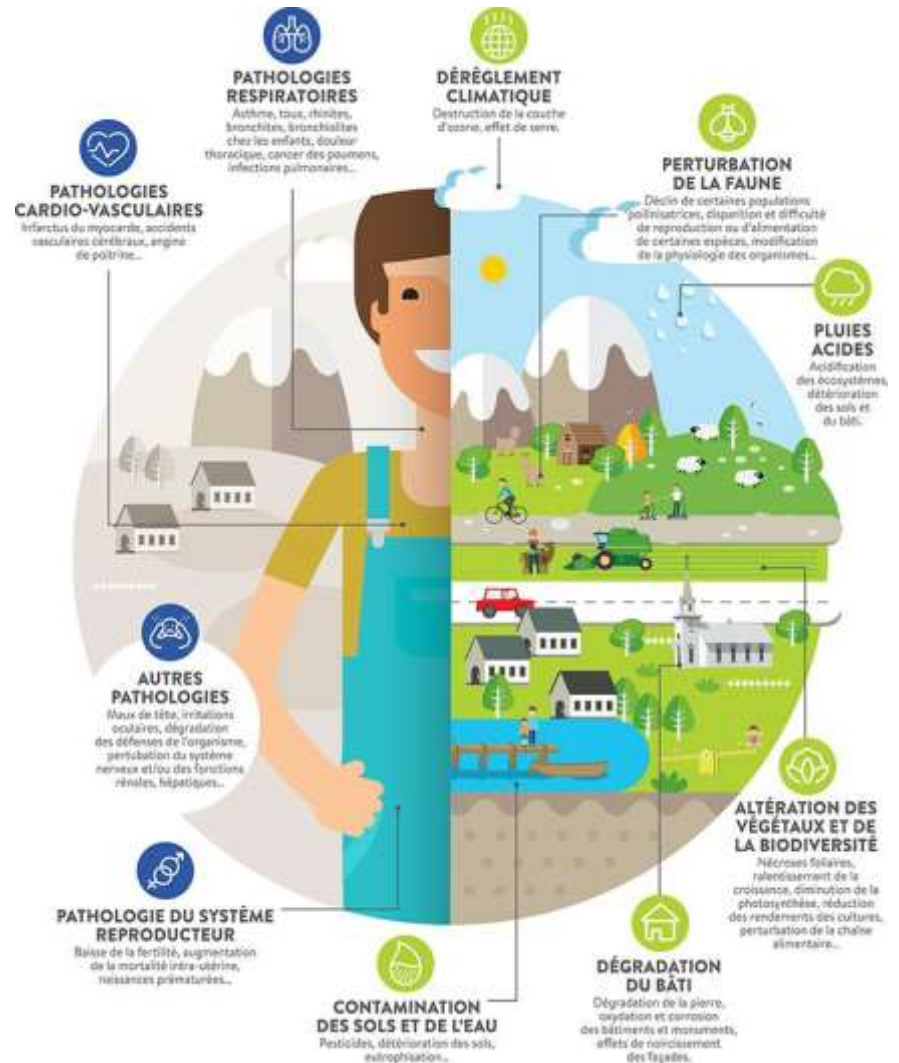 PATHOLOGIES
RESPIRATOIRES
Asthme, toux, rhinites,
bronchites, bronchiolites
chez les enfants, douleur
thoracique, cancer des poumons,
infections pulmonaires...
DÉRÈGLEMENT
CLIMATIQUE
Destruction de la couche
d'ozone, effet de serre.
PATHOLOGIES
CARDIO-VASCULAIRES
Infarctus du myocarde, accidents
vasculaires cérébraux, angine
de poitrine...
PERTURBATION
DE LA FAUNE
Déclin de certaines populations
pollinisatrices, disparition et difficulté
de reproduction ou d'alimentation
de certaines espèces, modification
de la physiologie des organismes...
PLUIES
ACIDES
Acidification
des écosystèmes,
détérioration
des sols et
du bâti.
AUTRES
PATHOLOGIES
Maux de tête, irritations
oculaires, dégradation
des défenses de l'organisme,
pertubation du système
nerveux et/ou des fonctions
rénales, hépatiques...
ALTÉRATION DES
VÉGÉTAUX ET DE
LA BIODIVERSITÉ
Nécroses foliaires,
ralentissement de la
croissance, diminution de la
photosynthèse, réduction
des rendements des cultures,
perturbation de la chaîne
alimentaire...
PATHOLOGIE DU SYSTÈME
REPRODUCTEUR
Baisse de la fertilité, augmentation
de la mortalité intra-utérine,
naissances prématurées...
CONTAMINATION
DES SOLS ET DE L'EAU
Pesticides, détérioration des sols,
eutrophisation...
DÉGRADATION
DU BÂTI
Dégradation de la pierre,
oxydation et corrosion
des bâtiments et monuments,
effets de noircissement
des façades.